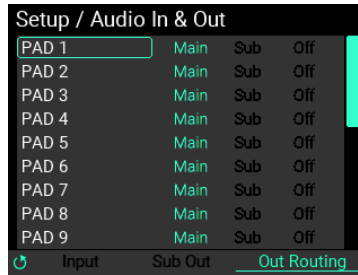 Setup / Audio In & Out
PAD 1 Main Sub Off
PAD 2 Main Sub Off
PAD 3 Main Sub Off
PAD 4 Main Sub Off
PAD 5 Main Sub Off
PAD 6 Main Sub Off
PAD 7 Main Sub Off
PAD 8 Main Sub Off
PAD 9 Main Sub Off
Input Sub Out Out Routing